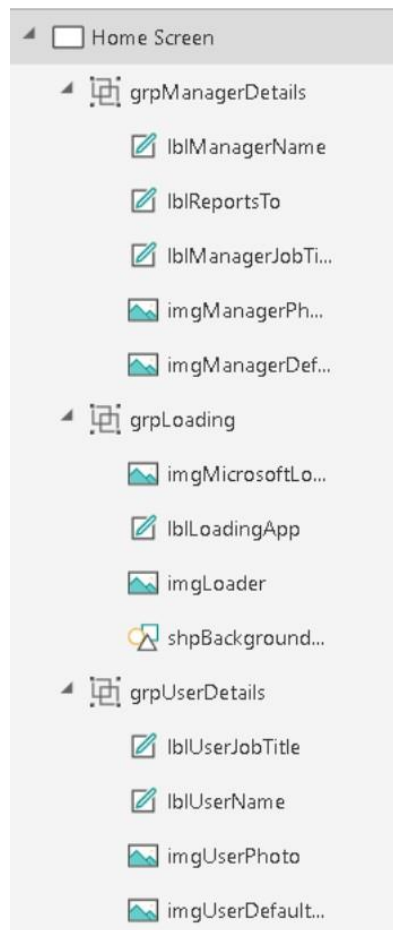 Home Screen
grpManagerDetails
lblManagerName
lblReportsTo
lblManagerJobTi...
imgManagerPh...
imgManagerDef...
grpLoading
imgMicrosoftLo...
lblLoadingApp
imgLoader
shpBackground...
grpUserDetails
lblUserJobTitle
lblUserName
imgUserPhoto
imgUserDefault...